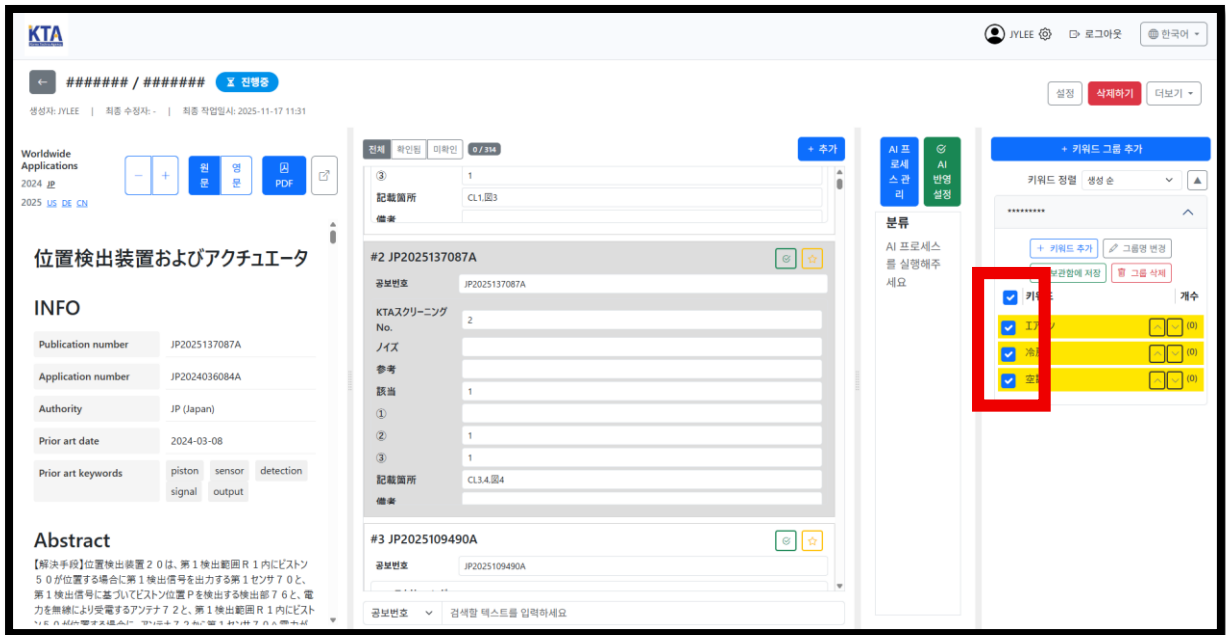 KTA
JYLEE
로그아웃
한국어
####### / #######
진행중
생성자: JYLEE | 최종 수정자: - | 최종 작업일시: 2025-11-17 11:31
설정
삭제하기
더보기
Worldwide
Applications
2024 JP
2025 US DE CN
원문
영문
PDF
位置検出装置およびアクチュエータ
INFO
Publication number JP2025137087A
Application number JP2024036084A
Authority JP (Japan)
Prior art date 2024-03-08
Prior art keywords piston sensor detection
signal output
Abstract
【解決手段】位置検出装置２０は、第１検出範囲Ｒ１内にピストン
５０が位置する場合に第１検出信号を出力する第１センサ７０と、
第１検出信号に基づいてピストン位置Ｐを検出する検出部７６と、電
力を無線により受電するアンテナ７２と、第１検出範囲Ｒ１内にピスト
전체 확인됨 미확인 0 / 314
+ 추가
③ 1
記載箇所 CL1,図3
備考
#2 JP2025137087A
공보번호 JP2025137087A
KTAスクリーニング
No. 2
ノイズ
参考
該当 1
①
② 1
③ 1
記載箇所 CL3,4,図4
備考
#3 JP2025109490A
공보번호 JP2025109490A
공보번호 검색할 텍스트를 입력하세요
AI 프
로세
스 관
리
AI
반영
설정
분류
AI 프로세스
를 실행해주
세요
+ 키워드 그룹 추가
키워드 정렬 생성 순
*********
+ 키워드 추가 그룹명 변경
보관함에 저장 그룹 삭제
개수
(0)
(0)
(0)